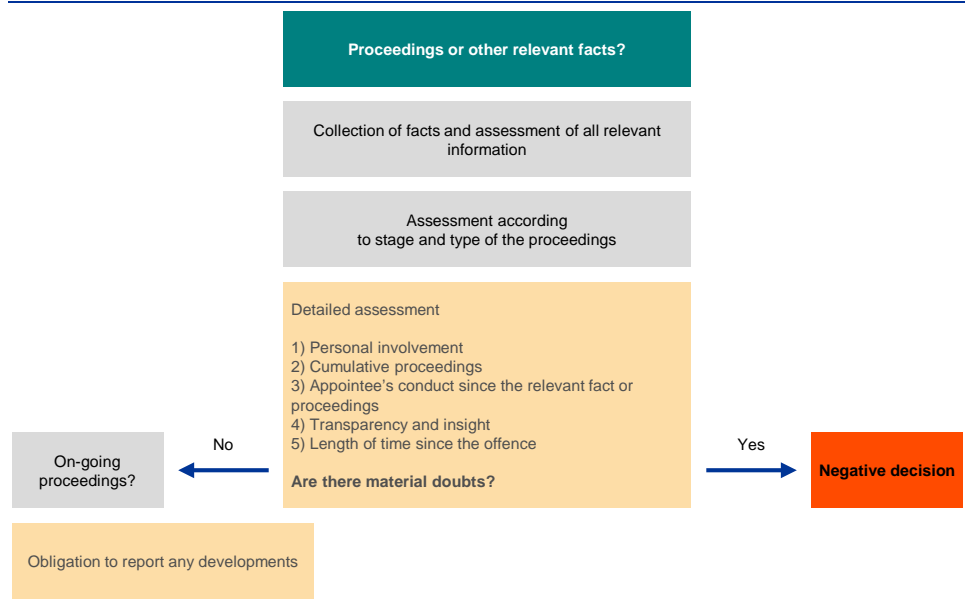 Proceedings or other relevant facts?
Collection of facts and assessment of all relevant
information
Assessment according
to stage and type of the proceedings
Detailed assessment
1) Personal involvement
2) Cumulative proceedings
3) Appointee’s conduct since the relevant fact or
proceedings
4) Transparency and insight
5) Length of time since the offence
Are there material doubts?
No
Yes
On-going
proceedings?
Negative decision
Obligation to report any developments